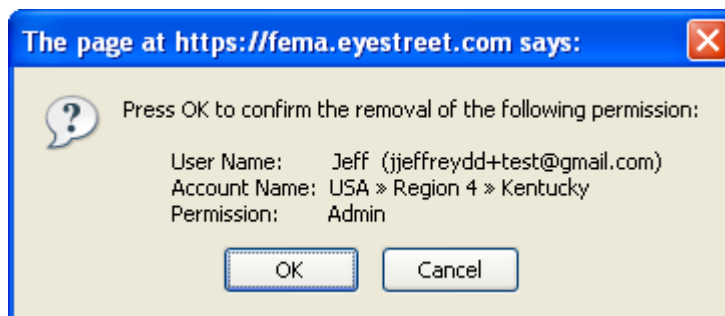 The page at https://fema.eyestreet.com says:
Press OK to confirm the removal of the following permission:
User Name: Jeff (jjeffreydd+test@gmail.com)
Account Name: USA » Region 4 » Kentucky
Permission: Admin
OK Cancel